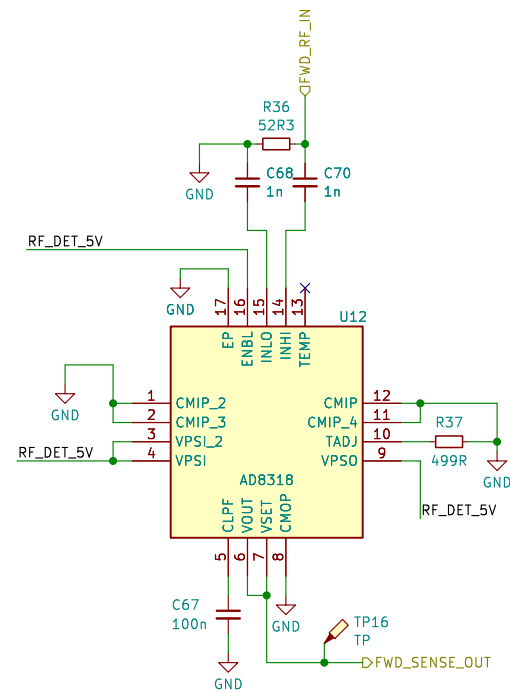 FWD_RF_IN
R36
52R3
C68
1n
C70
1n
GND
RF_DET_5V
GND
17
16
15
14
13
U12
EP
ENBL
INLO
INHI
TEMP
GND
1
CMIP_2
2
CMIP_3
3
VPSI_2
4
VPSI
RF_DET_5V
CMIP
12
CMIP_4
11
TADJ
10
VPSO
9
R37
499R
GND
RF_DET_5V
AD8318
CLPF
VOUT
VSET
CMOP
5
6
7
8
C67
100n
GND
GND
TP16
TP
FWD_SENSE_OUT